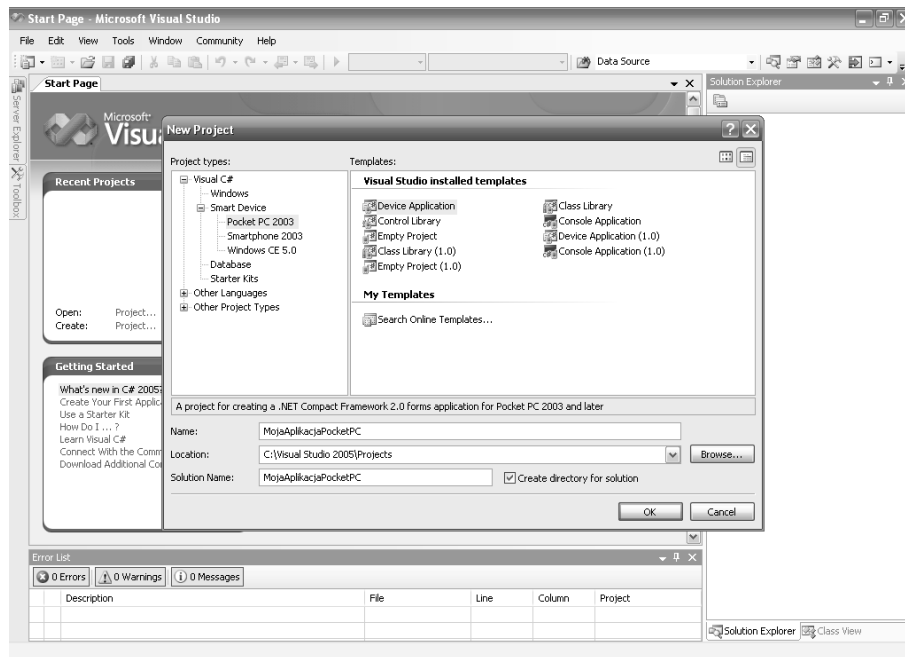 Start Page - Microsoft Visual Studio
File Edit View Tools Window Community Help
Data Source
Server Explorer
Toolbox
Start Page
Solution Explorer
Microsoft
Visu
Recent Projects
Open: Project...
Create: Project...
Getting Started
What's new in C# 2005?
Create Your First Applic
Use a Starter Kit
How Do I ... ?
Learn Visual C#
Connect With the Comm
Download Additional Co
New Project
Project types:
Visual C#
Windows
Smart Device
Pocket PC 2003
Smartphone 2003
Windows CE 5.0
Database
Starter Kits
Other Languages
Other Project Types
Templates:
Visual Studio installed templates
Device Application
Control Library
Empty Project
Class Library (1.0)
Empty Project (1.0)
Class Library
Console Application
Device Application (1.0)
Console Application (1.0)
My Templates
Search Online Templates...
A project for creating a .NET Compact Framework 2.0 forms application for Pocket PC 2003 and later
Name: MojaAplikacjaPocketPC
Location: C:\Visual Studio 2005\Projects Browse...
Solution Name: MojaAplikacjaPocketPC Create directory for solution
OK Cancel
Error List
0 Errors 0 Warnings 0 Messages
Description File Line Column Project
Solution Explorer Class View